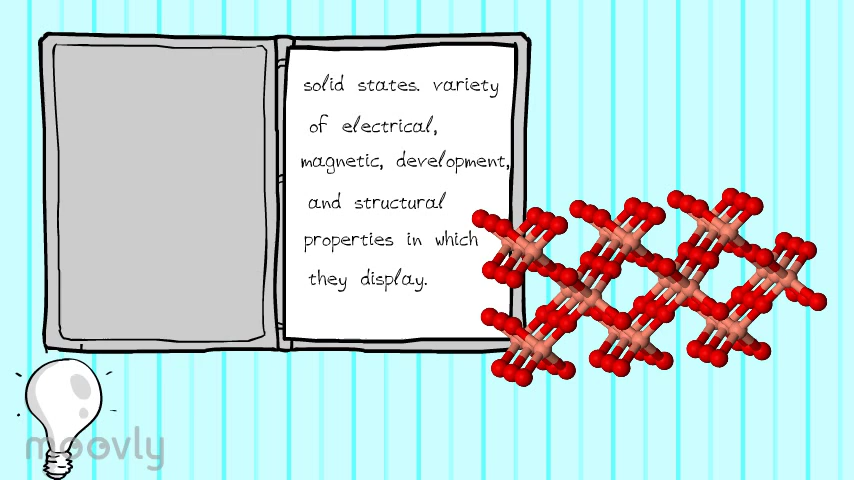 solid states. variety
of electrical,
magnetic, development,
and structural
properties in which
they display.
moovly